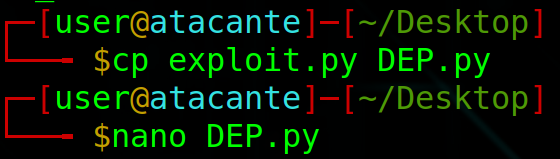 [user@atacante]─[~/Desktop]
$cp exploit.py DEP.py
[user@atacante]─[~/Desktop]
$nano DEP.py